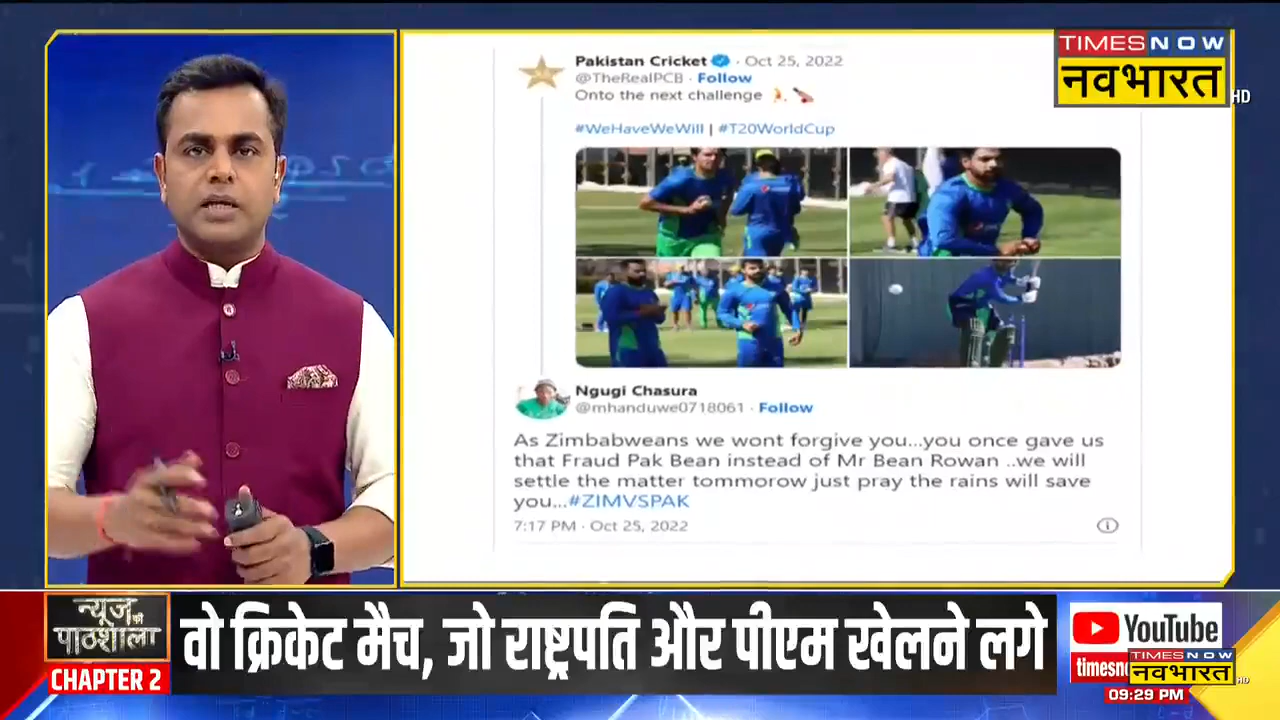 Pakistan Cricket · Oct 25, 2022
@TheRealPCB · Follow
Onto the next challenge
#WeHaveWeWill | #T20WorldCup
Ngugi Chasura
@mhanduwe0718061 · Follow
As Zimbabweans we wont forgive you...you once gave us
that Fraud Pak Bean instead of Mr Bean Rowan ..we will
settle the matter tommorow just pray the rains will save
you...#ZIMVSPAK
7:17 PM · Oct 25, 2022
TIMES NOW
नवभारत
HD
न्यूज़ की
पाठशाला
CHAPTER 2
वो क्रिकेट मैच, जो राष्ट्रपति और पीएम खेलने लगे
YouTube
timesno
TIMES NOW
नवभारत
HD
09:29 PM